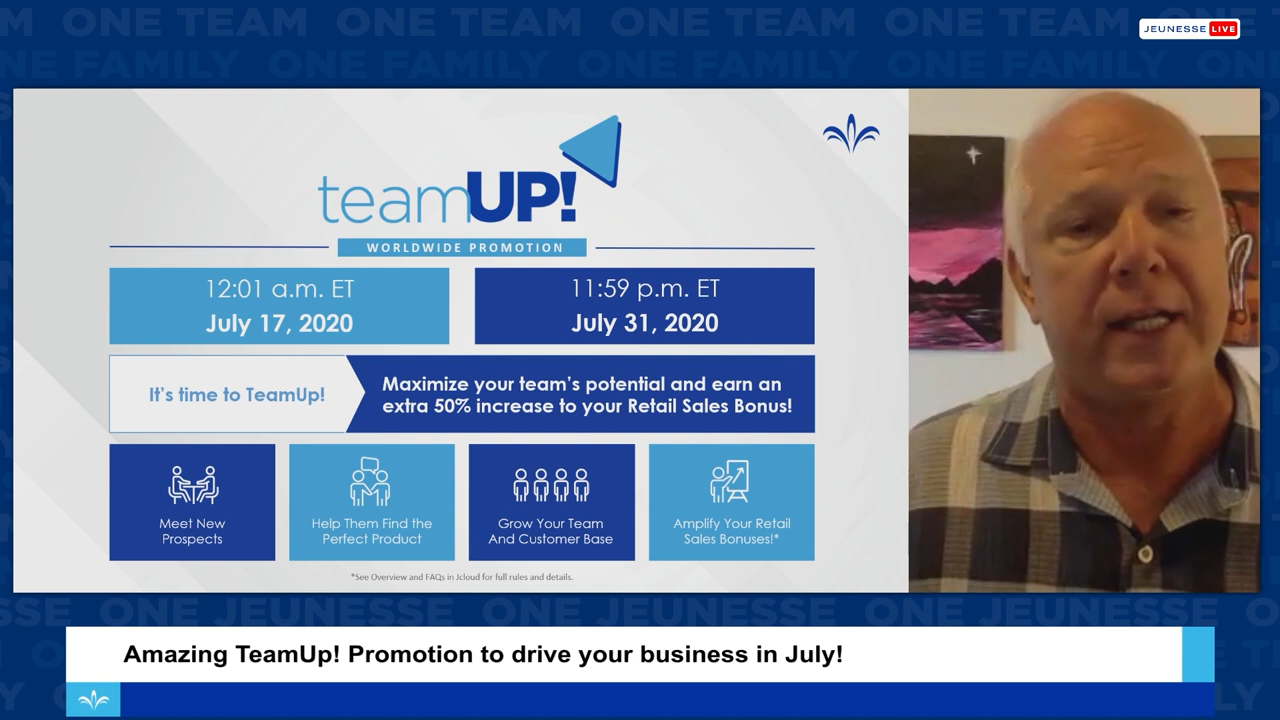 ONE TEAM ONE TEAM ONE TEAM ONE TEAM
JEUNESSE LIVE
ONE FAMILY ONE FAMILY ONE FAMILY
teamUP!
WORLDWIDE PROMOTION
12:01 a.m. ET
July 17, 2020
11:59 p.m. ET
July 31, 2020
It's time to TeamUp!
Maximize your team's potential and earn an
extra 50% increase to your Retail Sales Bonus!
Meet New
Prospects
Help Them Find the
Perfect Product
Grow Your Team
And Customer Base
Amplify Your Retail
Sales Bonuses!*
*See Overview and FAQs in Jcloud for full rules and details.
ONE JEUNESSE ONE JEUNESSE ONE JEUNESSE
Amazing TeamUp! Promotion to drive your business in July!